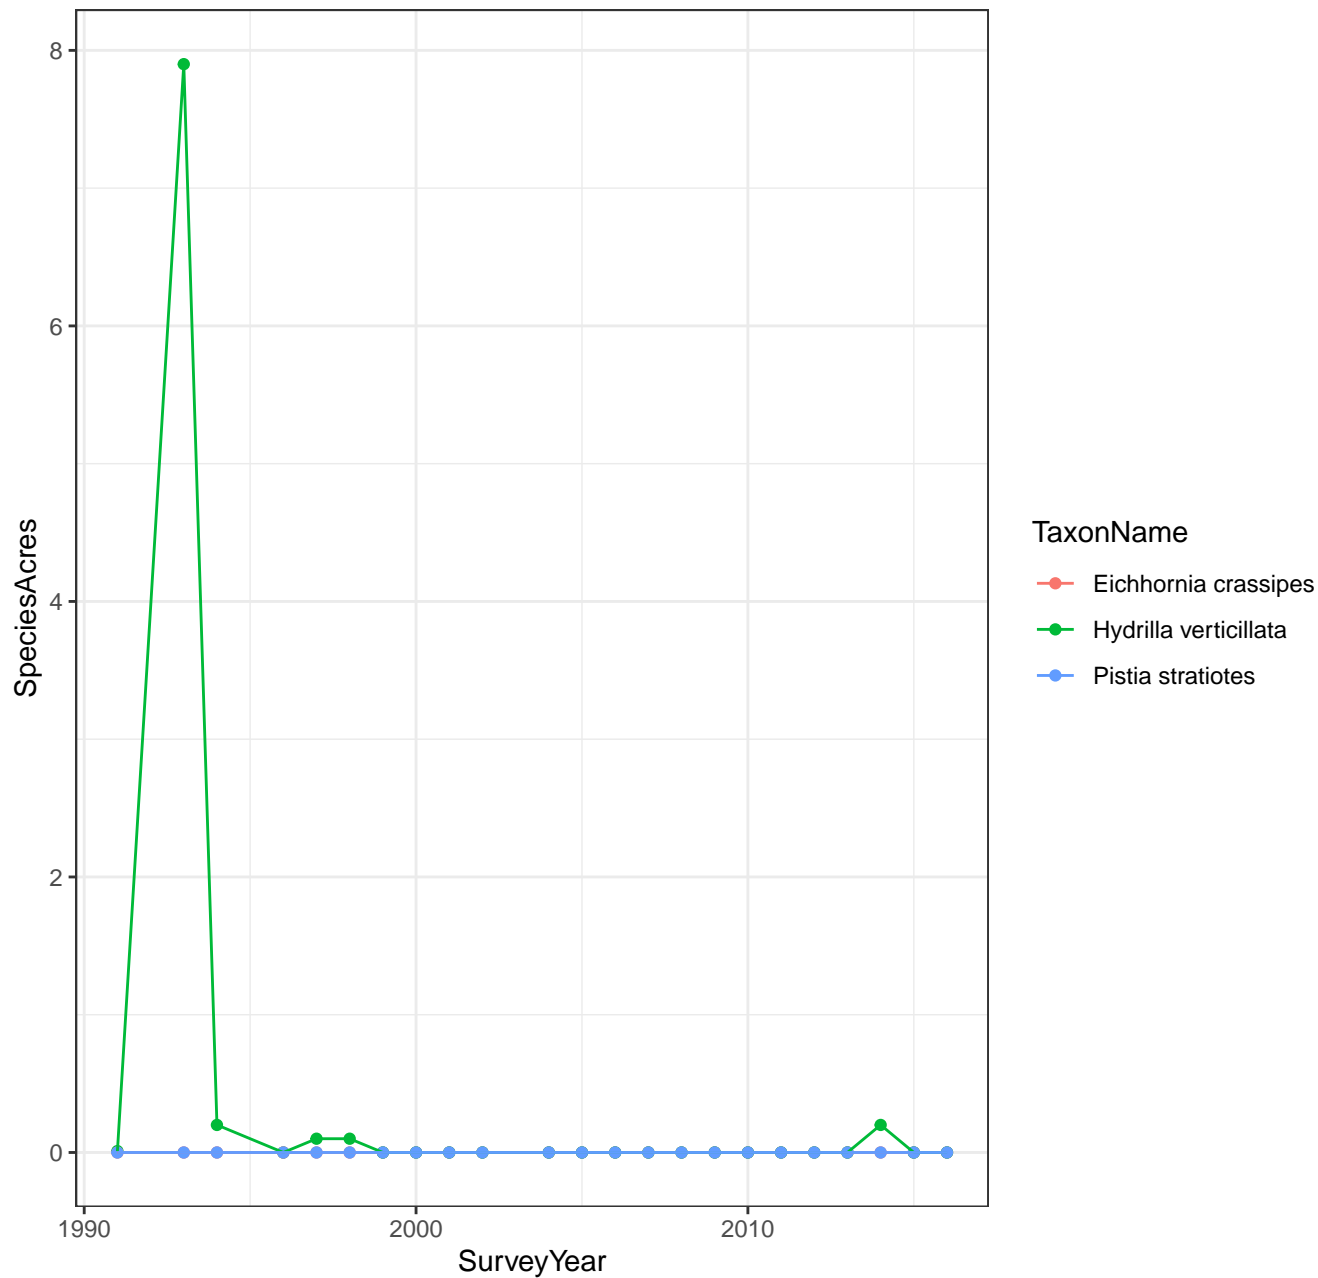 8
6
4
2
0
1990
2000
2010
SurveyYear
SpeciesAcres
TaxonName
Eichhornia crassipes
Hydrilla verticillata
Pistia stratiotes